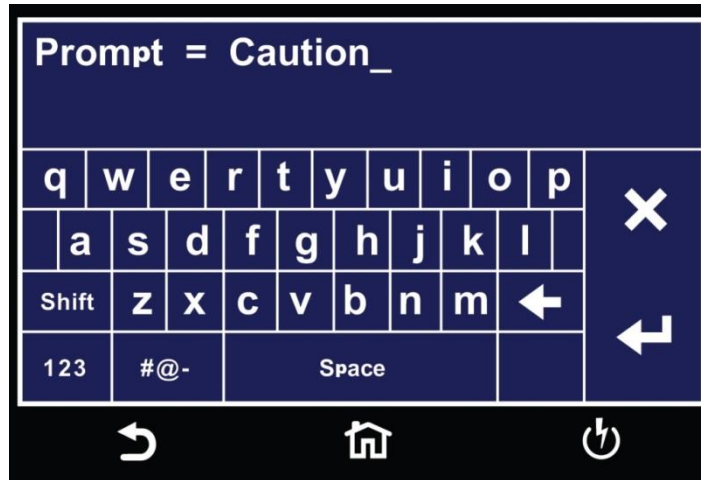 Prompt = Caution_
q w e r t y u i o p
a s d f g h j k l
Shift z x c v b n m
123 #@- Space